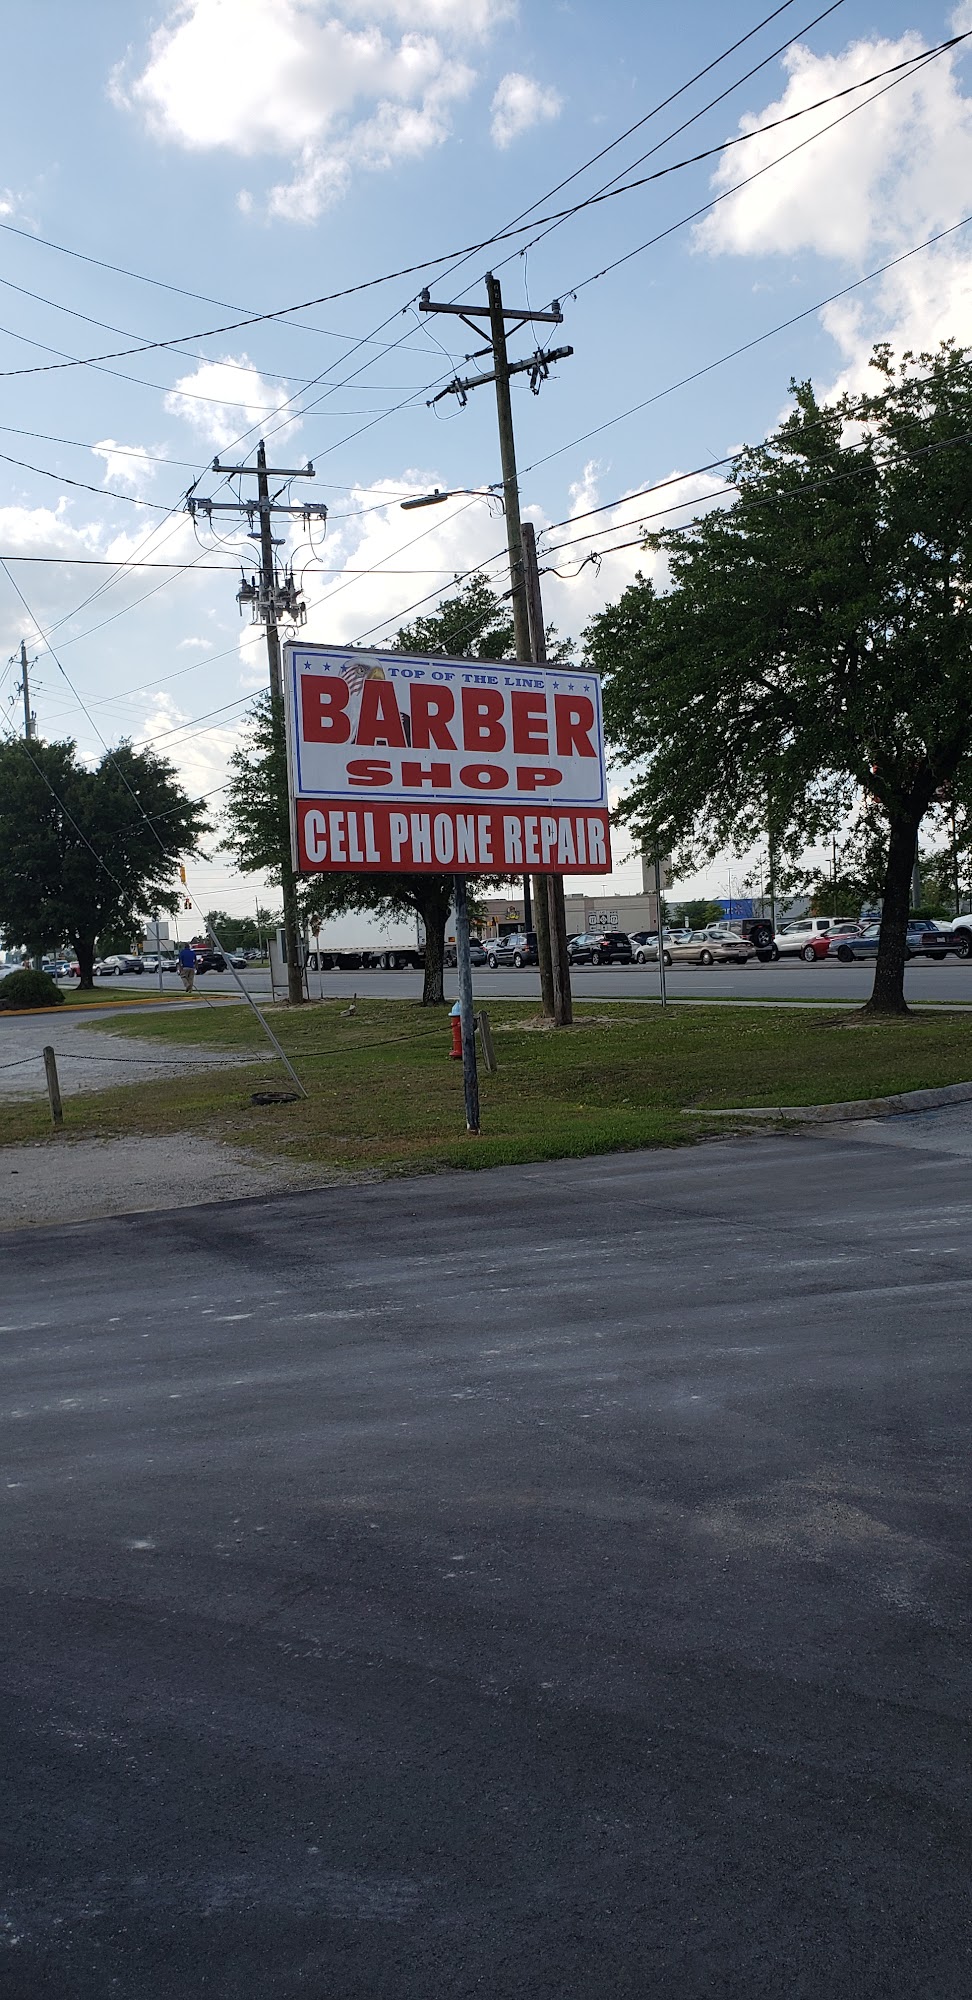 TOP OF THE LINE
BARBER
SHOP
CELL PHONE REPAIR